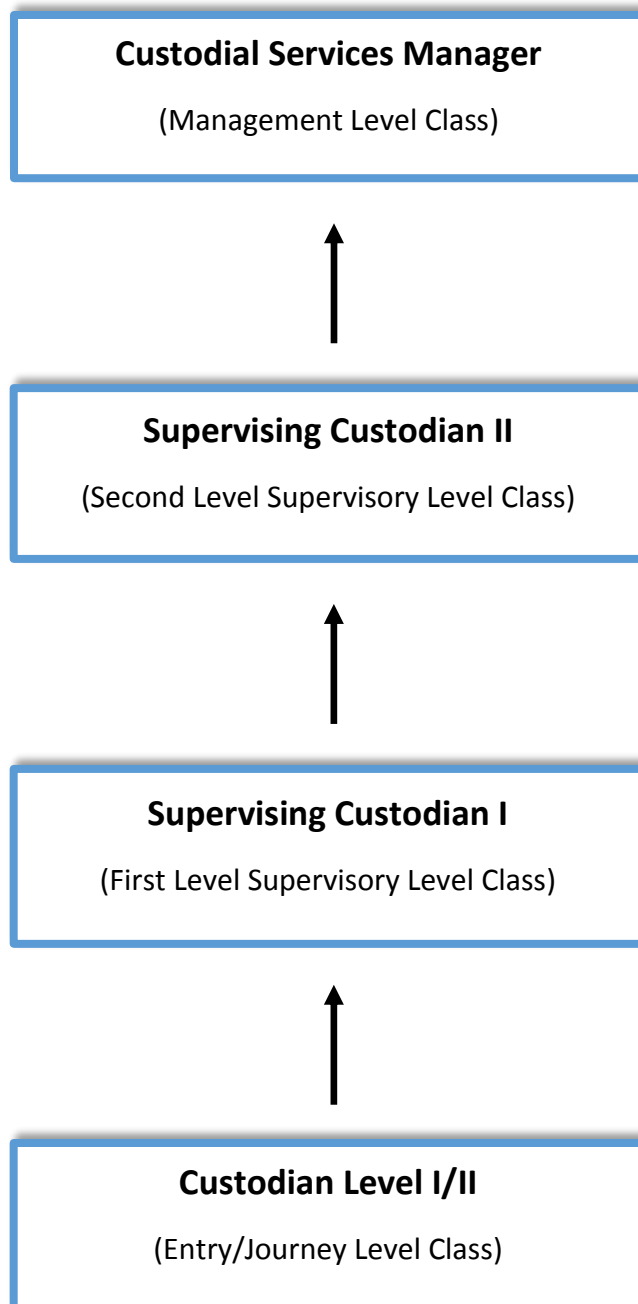 Custodial Services Manager
(Management Level Class)
Supervising Custodian II
(Second Level Supervisory Level Class)
Supervising Custodian I
(First Level Supervisory Level Class)
Custodian Level I/II
(Entry/Journey Level Class)